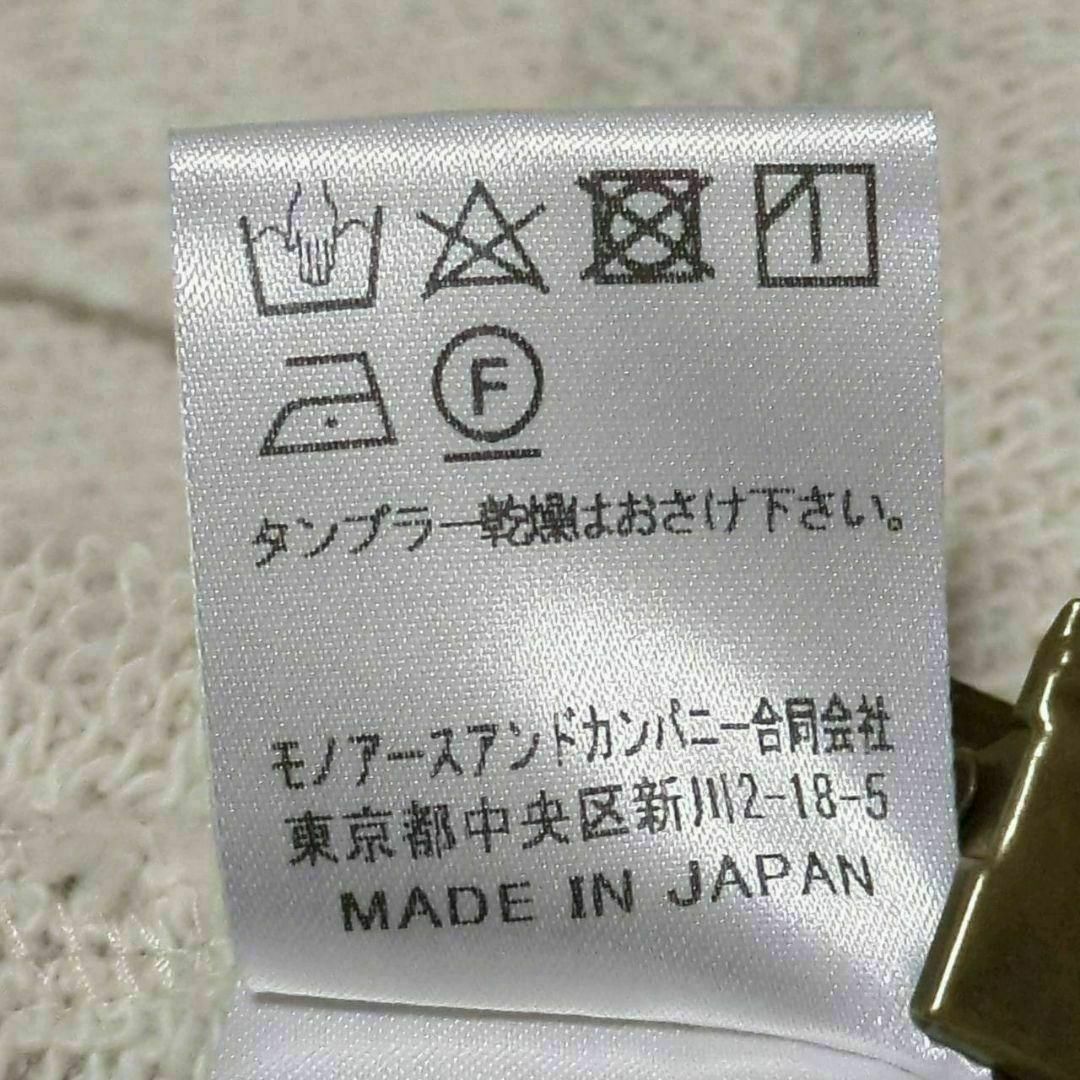 F
タンブラー乾燥はおさけ下さい。
モノアースアンドカンパニー合同会社
東京都中央区新川2-18-5
MADE IN JAPAN